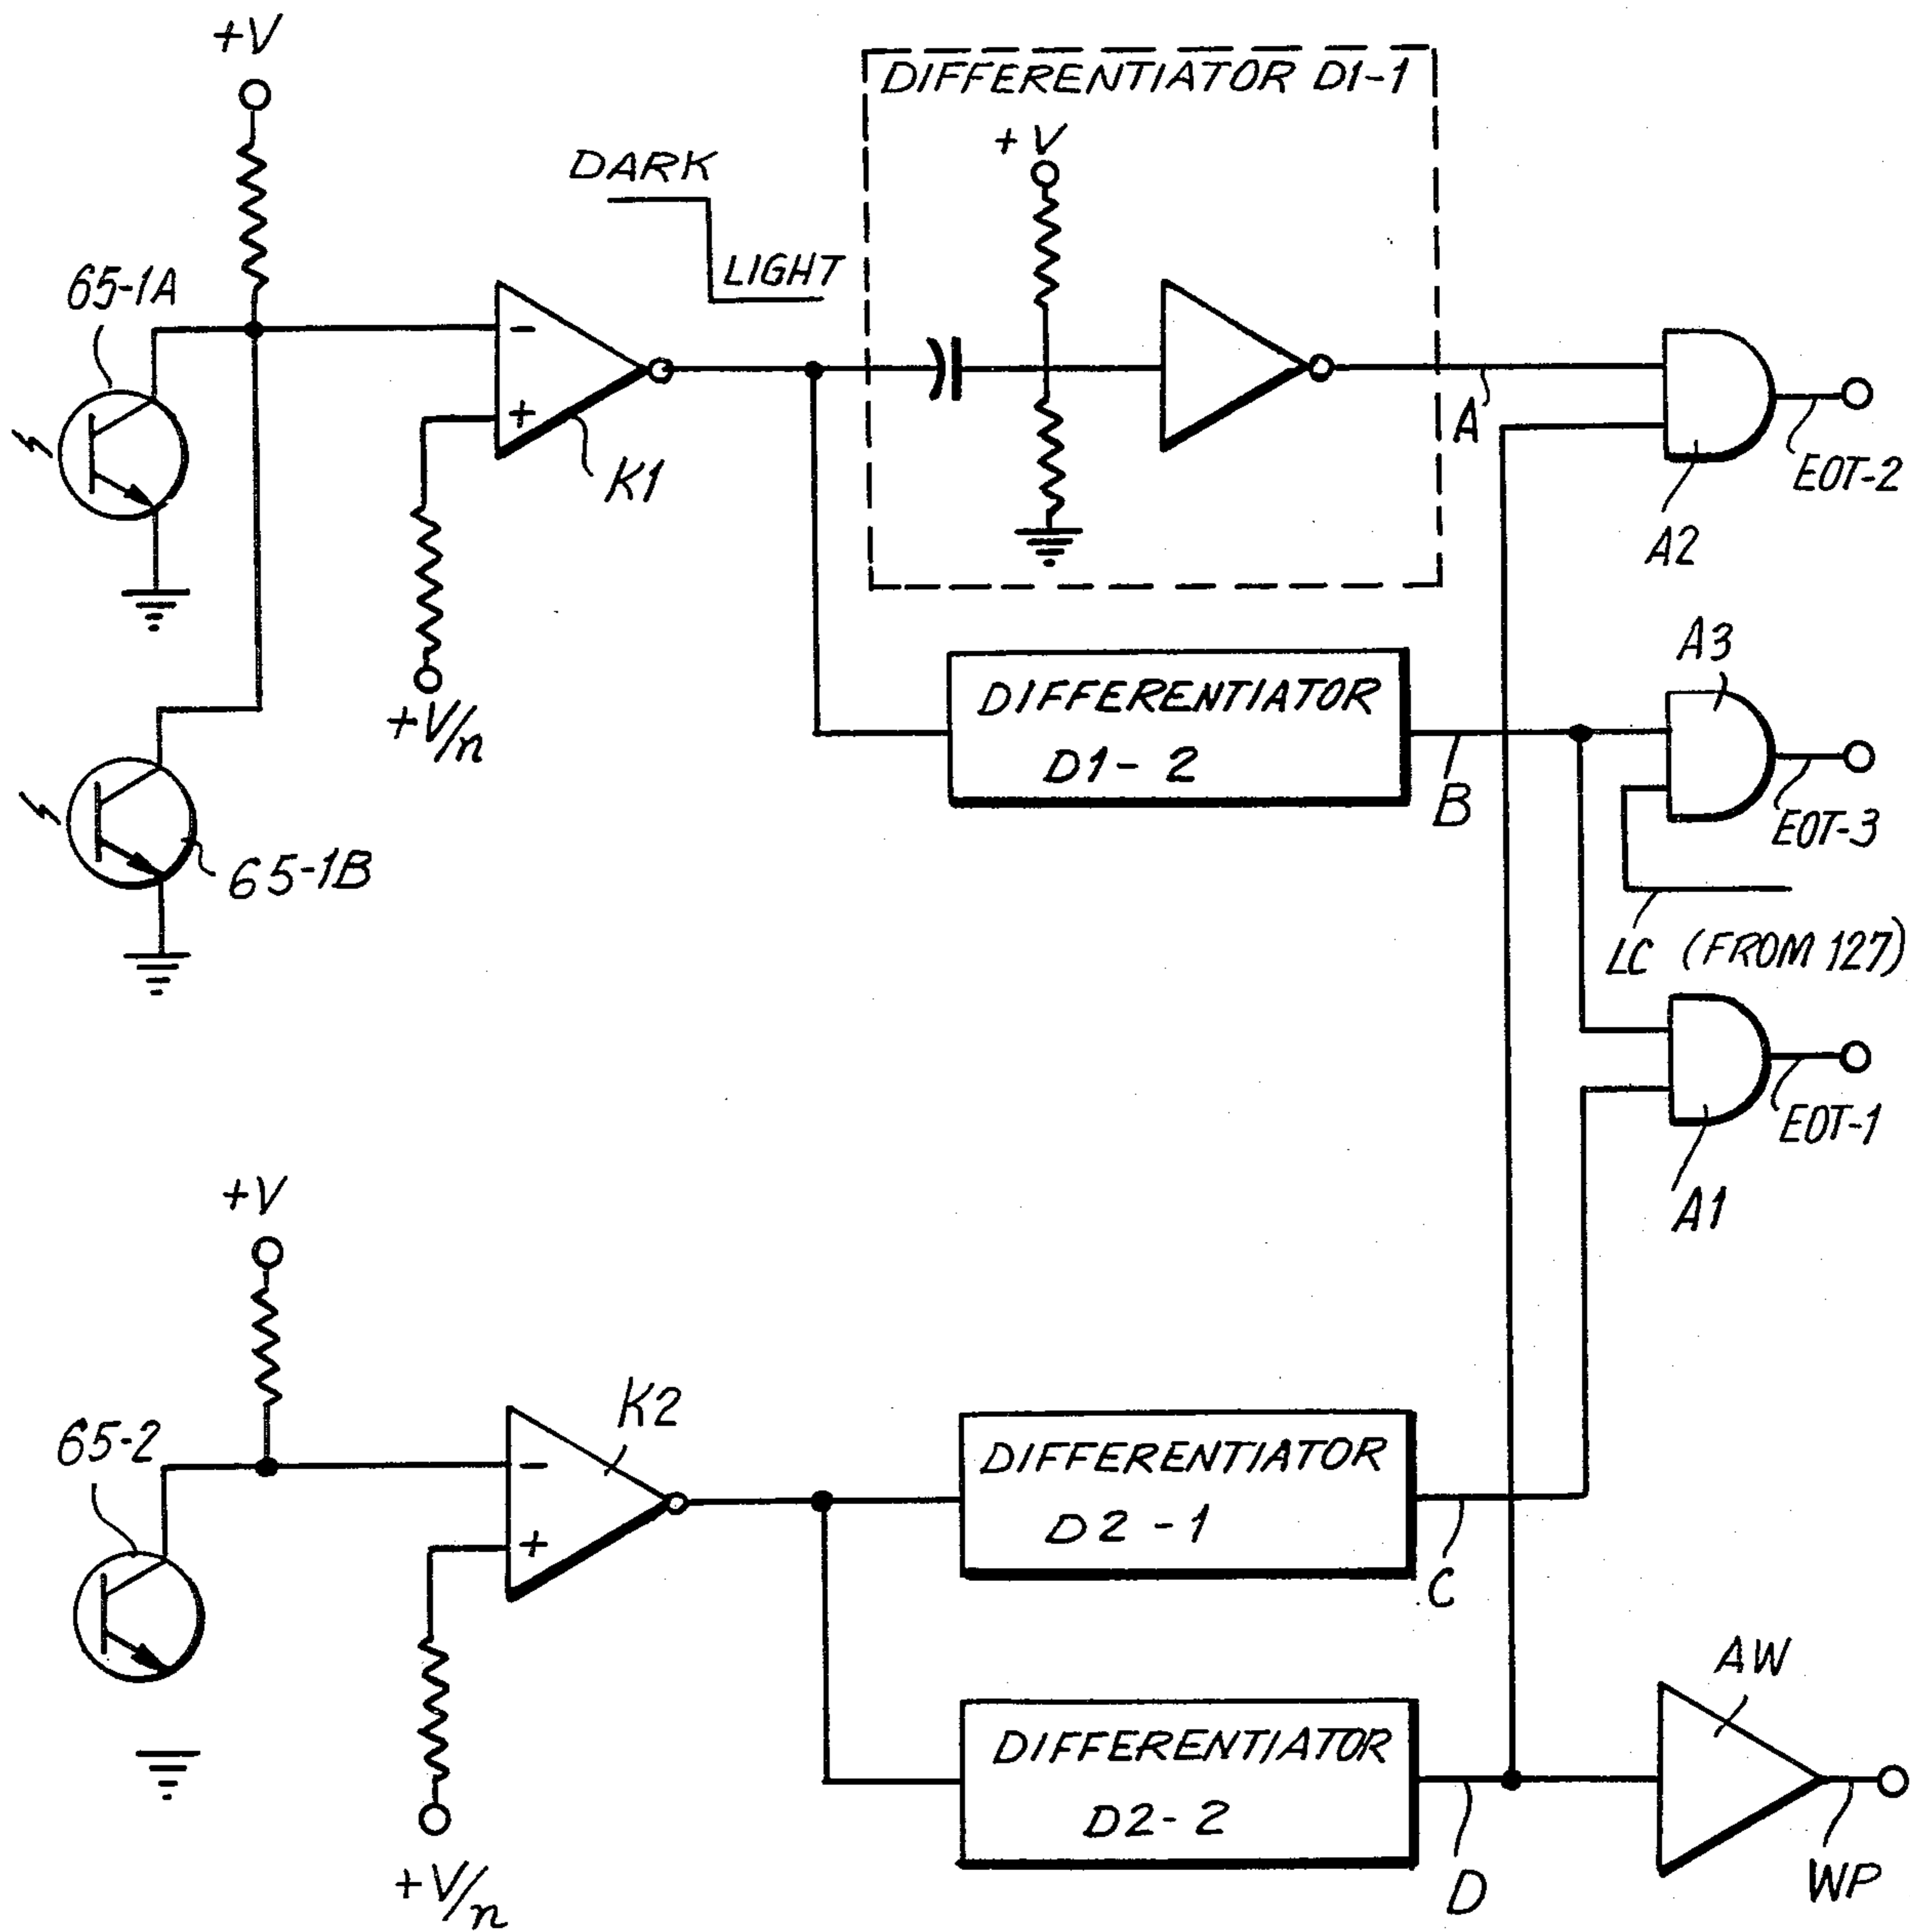 +V
DIFFERENTIATOR D1-1
+V
DARK
LIGHT
65-1A
-
+
K1
A
EOT-2
A2
+V/n
DIFFERENTIATOR
D1-2
B
A3
EOT-3
65-1B
LC (FROM 127)
EOT-1
A1
+V
65-2
K2
-
+
DIFFERENTIATOR
D2-1
C
AW
DIFFERENTIATOR
D2-2
D
WP
+V/n